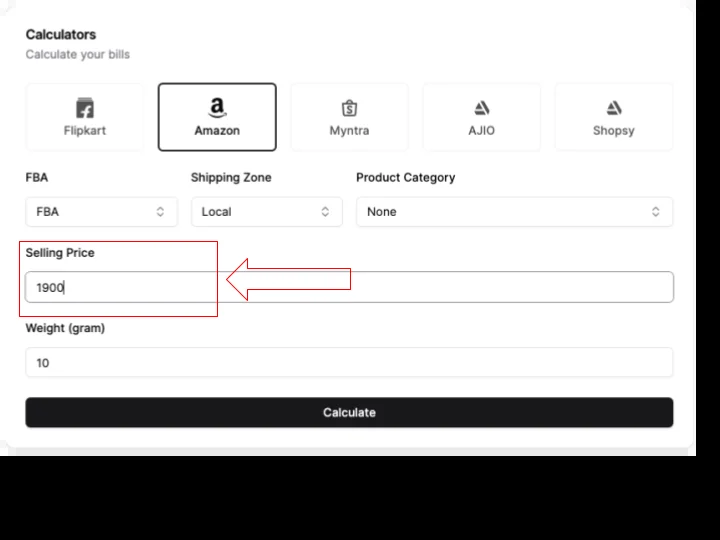 Calculators
Calculate your bills
Flipkart Amazon Myntra AJIO Shopsy
FBA Shipping Zone Product Category
FBA Local None
Selling Price
1900
Weight (gram)
10
Calculate